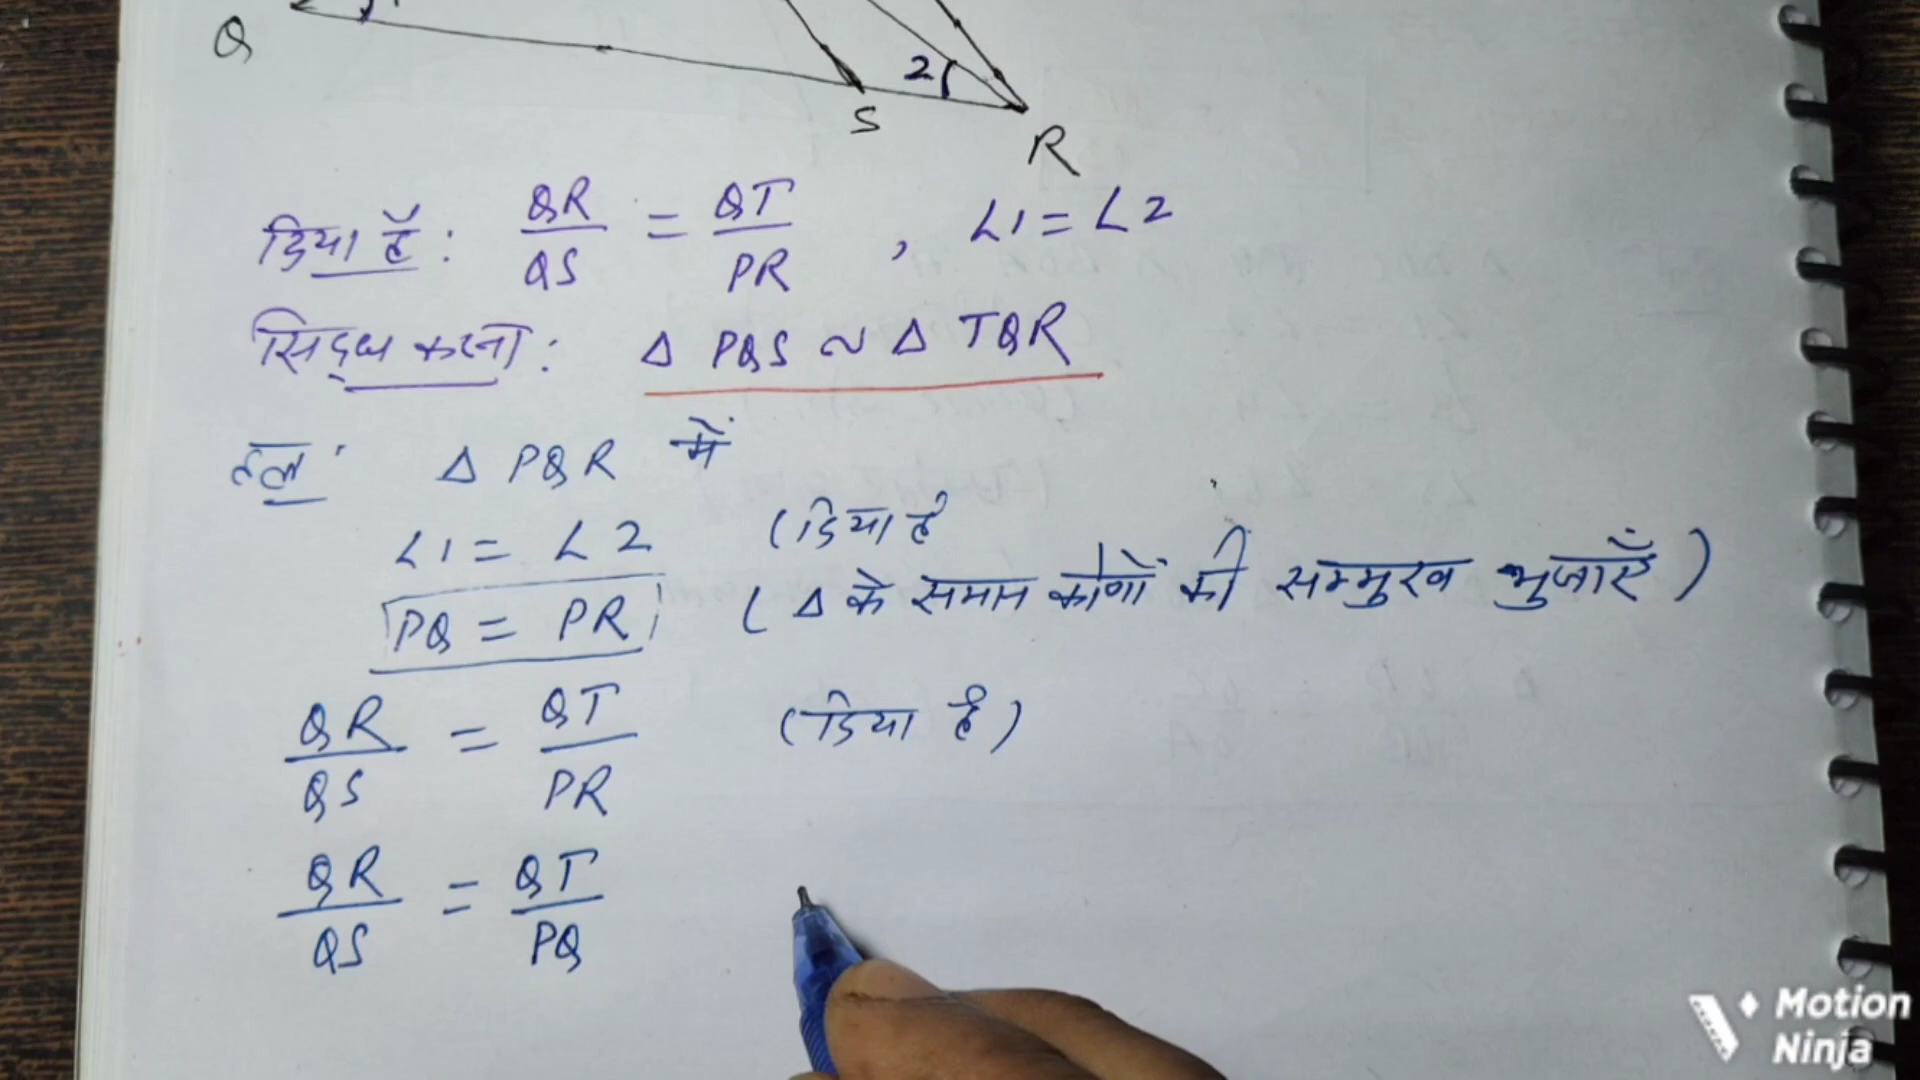 Q
S
2
R
दिया है : QR/QS = QT/PR , ∠1 = ∠2
सिद्ध करना : Δ PQS ~ Δ TQR
हल : Δ PQR में
∠1 = ∠2 (दिया है
PQ = PR ( Δ के समान कोणों की सम्मुख भुजाएँ )
QR/QS = QT/PR (दिया है)
QR/QS = QT/PQ
Motion
Ninja